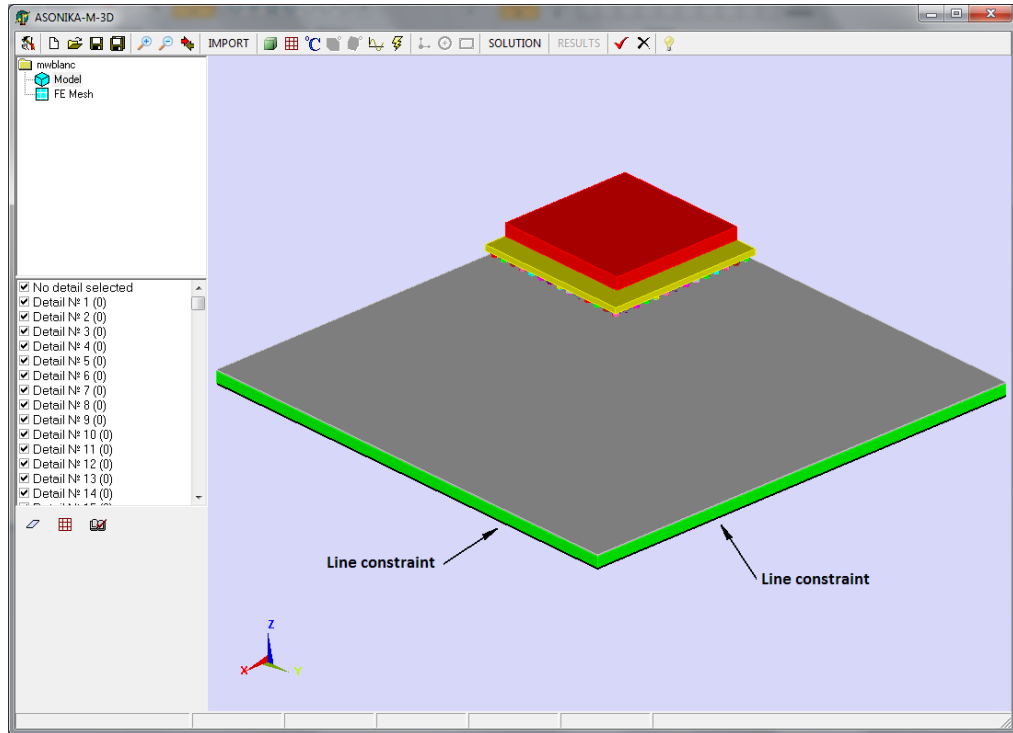 ASONIKA-M-3D
IMPORT °C SOLUTION RESULTS
mwblanc
Model
FE Mesh
No detail selected
Detail № 1 (0)
Detail № 2 (0)
Detail № 3 (0)
Detail № 4 (0)
Detail № 5 (0)
Detail № 6 (0)
Detail № 7 (0)
Detail № 8 (0)
Detail № 9 (0)
Detail № 10 (0)
Detail № 11 (0)
Detail № 12 (0)
Detail № 13 (0)
Detail № 14 (0)
Line constraint
Line constraint
Z
X
Y